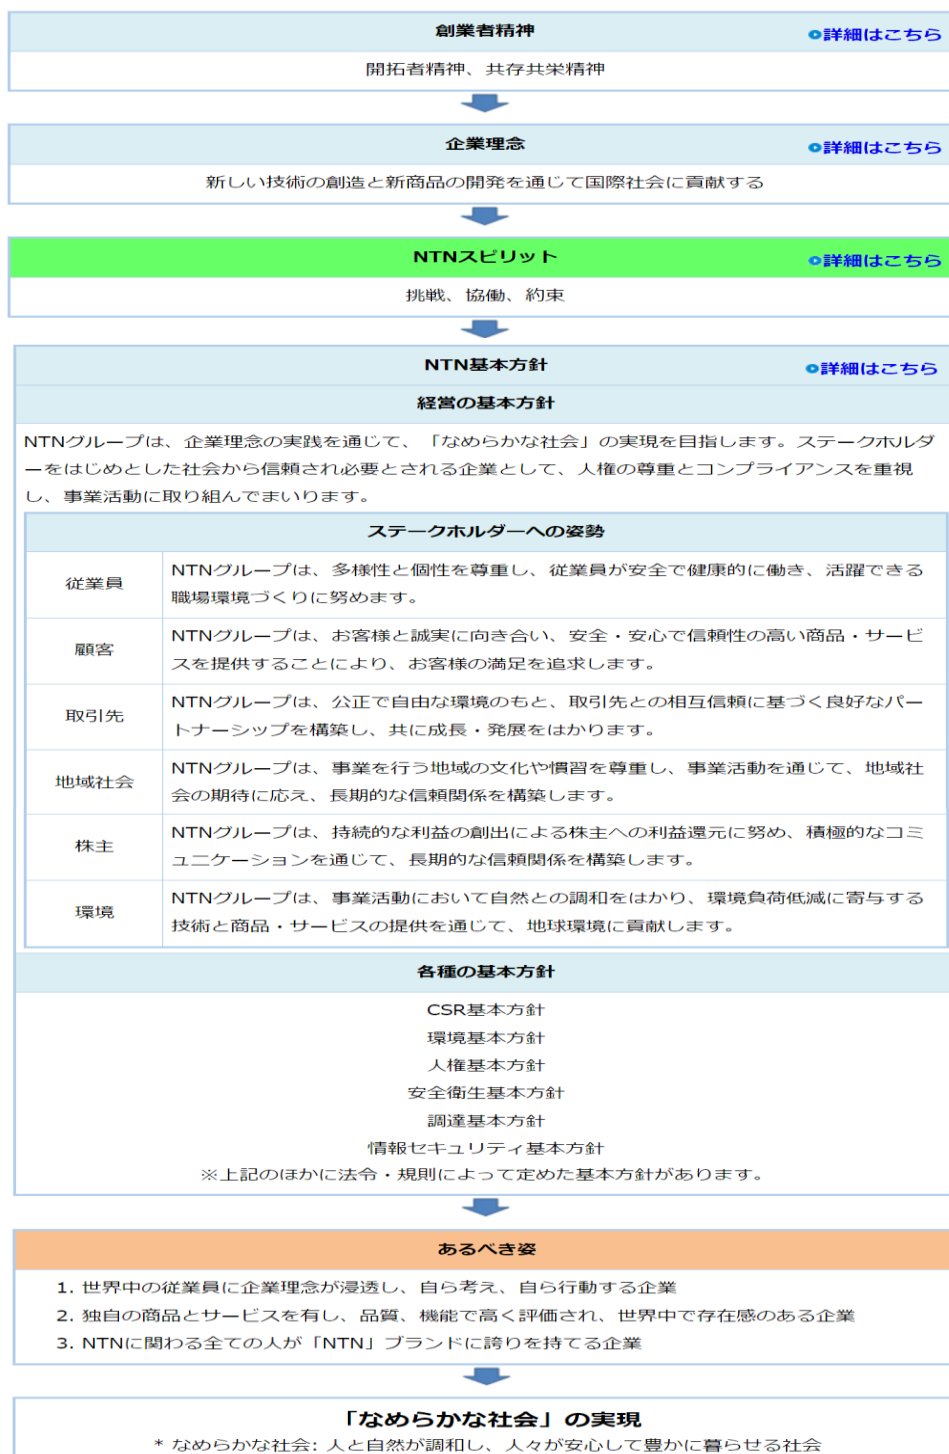 創業者精神
詳細はこちら
開拓者精神、共存共栄精神
企業理念
詳細はこちら
新しい技術の創造と新商品の開発を通じて国際社会に貢献する
NTNスピリット
詳細はこちら
挑戦、協働、約束
NTN基本方針
詳細はこちら
経営の基本方針
NTNグループは、企業理念の実践を通じて、「なめらかな社会」の実現を目指します。ステークホルダ
ーをはじめとした社会から信頼され必要とされる企業として、人権の尊重とコンプライアンスを重視
し、事業活動に取り組んでまいります。
ステークホルダーへの姿勢
従業員
NTNグループは、多様性と個性を尊重し、従業員が安全で健康的に働き、活躍できる
職場環境づくりに努めます。
顧客
NTNグループは、お客様と誠実に向き合い、安全・安心で信頼性の高い商品・サービ
スを提供することにより、お客様の満足を追求します。
取引先
NTNグループは、公正で自由な環境のもと、取引先との相互信頼に基づく良好なパー
トナーシップを構築し、共に成長・発展をはかります。
地域社会
NTNグループは、事業を行う地域の文化や慣習を尊重し、事業活動を通じて、地域社
会の期待に応え、長期的な信頼関係を構築します。
株主
NTNグループは、持続的な利益の創出による株主への利益還元に努め、積極的なコミ
ュニケーションを通じて、長期的な信頼関係を構築します。
環境
NTNグループは、事業活動において自然との調和をはかり、環境負荷低減に寄与する
技術と商品・サービスの提供を通じて、地球環境に貢献します。
各種の基本方針
CSR基本方針
環境基本方針
人権基本方針
安全衛生基本方針
調達基本方針
情報セキュリティ基本方針
※上記のほかに法令・規則によって定めた基本方針があります。
あるべき姿
1. 世界中の従業員に企業理念が浸透し、自ら考え、自ら行動する企業
2. 独自の商品とサービスを有し、品質、機能で高く評価され、世界中で存在感のある企業
3. NTNに関わる全ての人が「NTN」ブランドに誇りを持てる企業
「なめらかな社会」の実現
* なめらかな社会: 人と自然が調和し、人々が安心して豊かに暮らせる社会